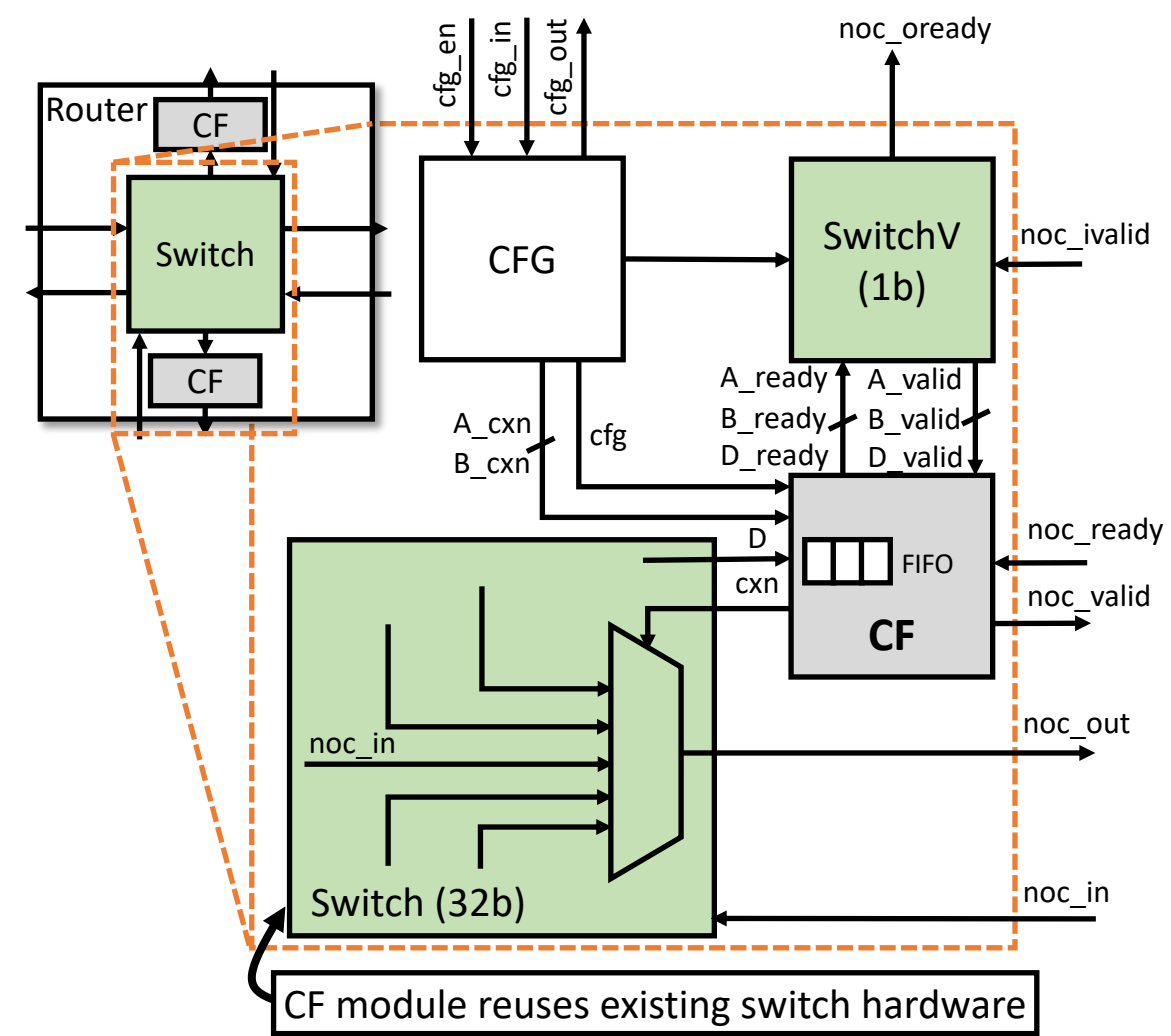 cfg_en
cfg_in
cfg_out
noc_oready
Router
CF
Switch
CF
CFG
SwitchV
(1b)
noc_ivalid
A_cxn
B_cxn
cfg
A_ready
B_ready
D_ready
A_valid
B_valid
D_valid
D
cxn
FIFO
CF
noc_ready
noc_valid
noc_in
noc_out
Switch (32b)
noc_in
CF module reuses existing switch hardware